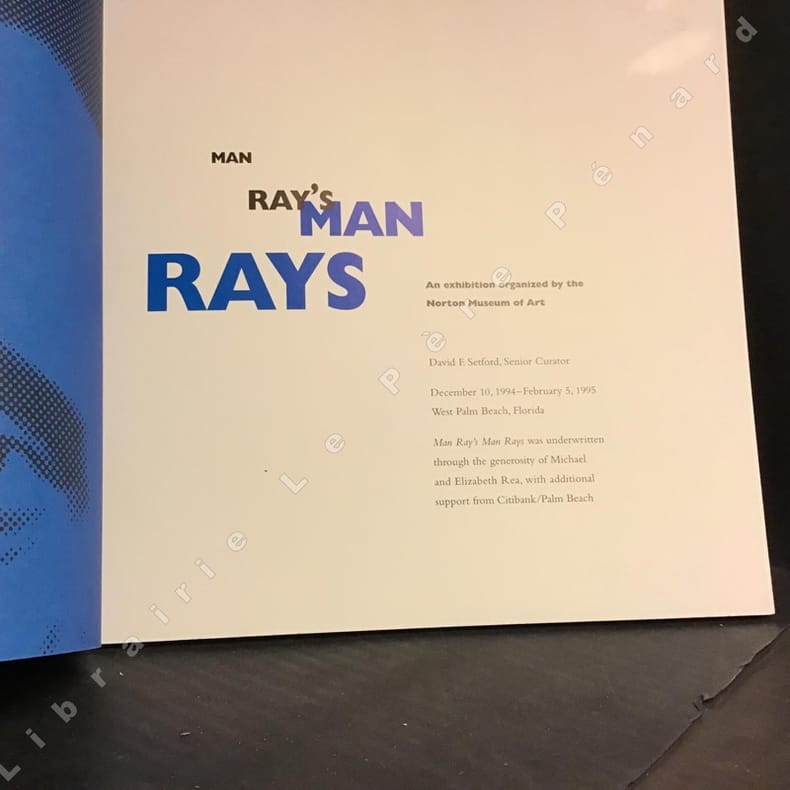 MAN
RAY'S
MAN
RAYS
An exhibition organized by the
Norton Museum of Art
David F. Setford, Senior Curator
December 10, 1994–February 5, 1995
West Palm Beach, Florida
Man Ray's Man Rays was underwritten
through the generosity of Michael
and Elizabeth Rea, with additional
support from Citibank/Palm Beach
Librairie Le Père Pénard